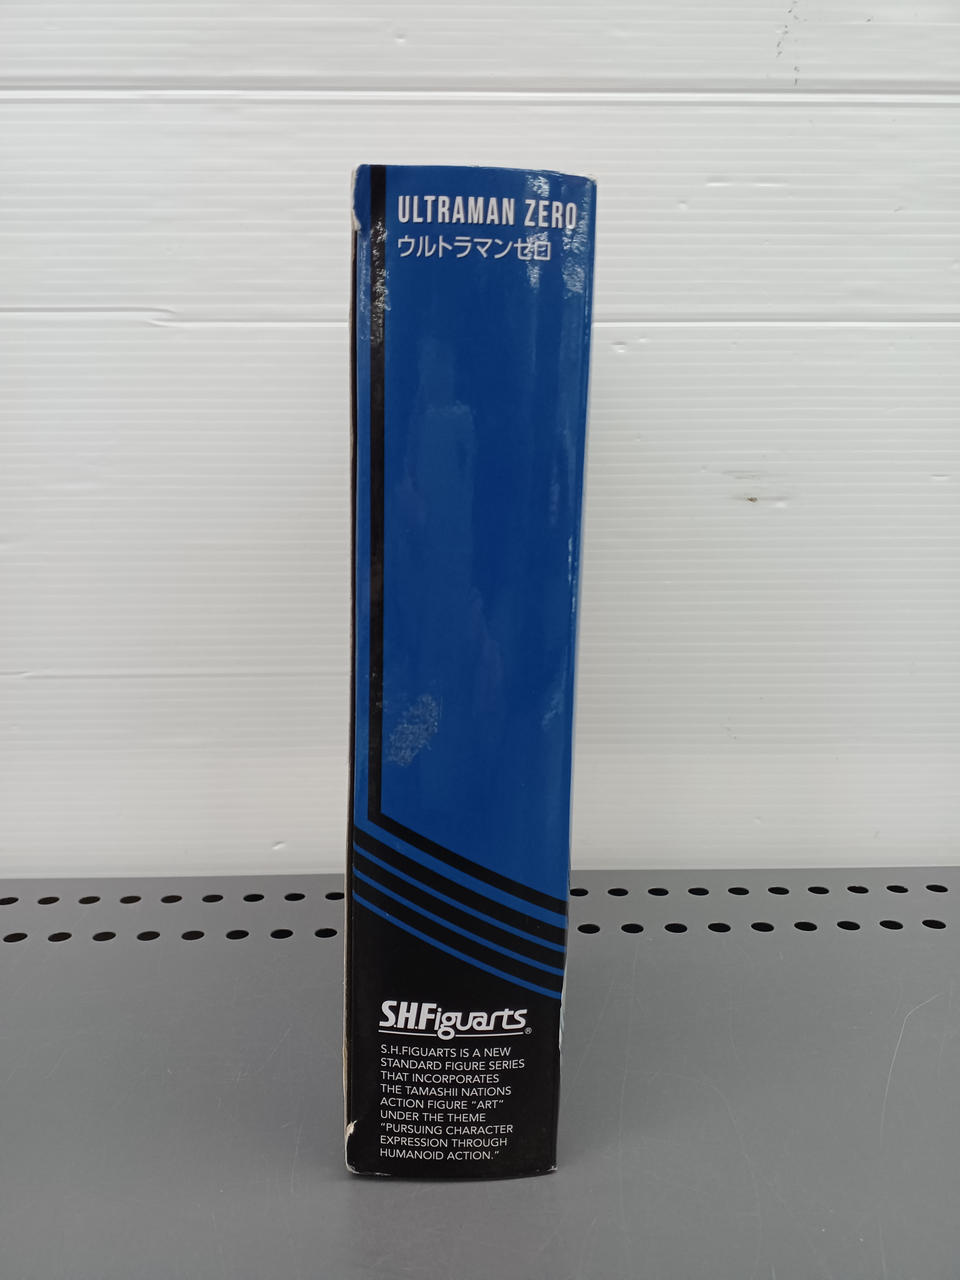 ULTRAMAN ZERO
ウルトラマンゼロ
S.H.Figuarts®
S.H.FIGUARTS IS A NEW
STANDARD FIGURE SERIES
THAT INCORPORATES
THE TAMASHII NATIONS
ACTION FIGURE “ART”
UNDER THE THEME
“PURSUING CHARACTER
EXPRESSION THROUGH
HUMANOID ACTION.”